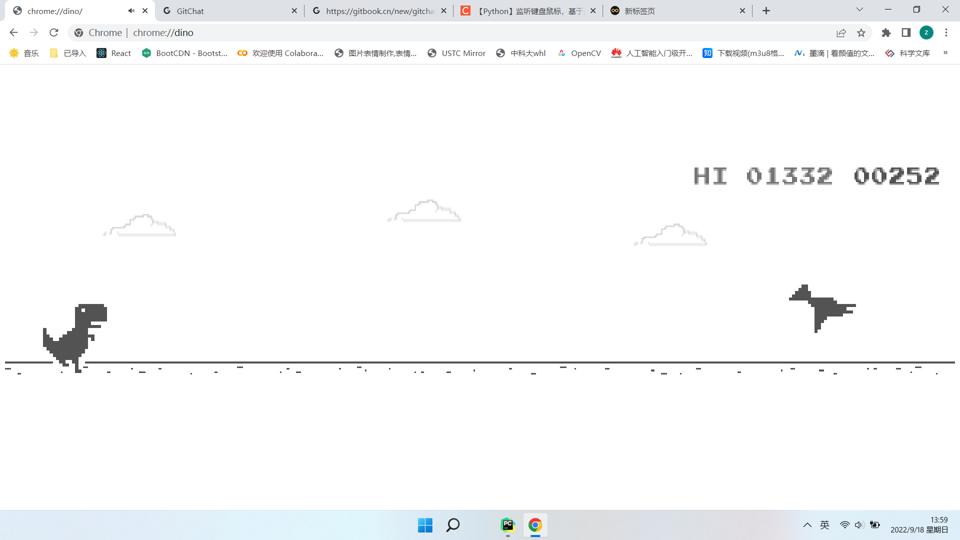 chrome://dino/
GitChat
https://gitbook.cn/new/gitcha
【Python】监听键盘鼠标，基于
新标签页
Chrome | chrome://dino
Z
音乐
已导入
React
BootCDN - Bootst...
欢迎使用 Colabora...
图片表情制作,表情...
USTC Mirror
中科大whl
OpenCV
人工智能入门级开...
下载视频(m3u8格...
墨滴 | 看颜值的文...
科学文库
»
HI 01332 00252
英
13:59
2022/9/18 星期日